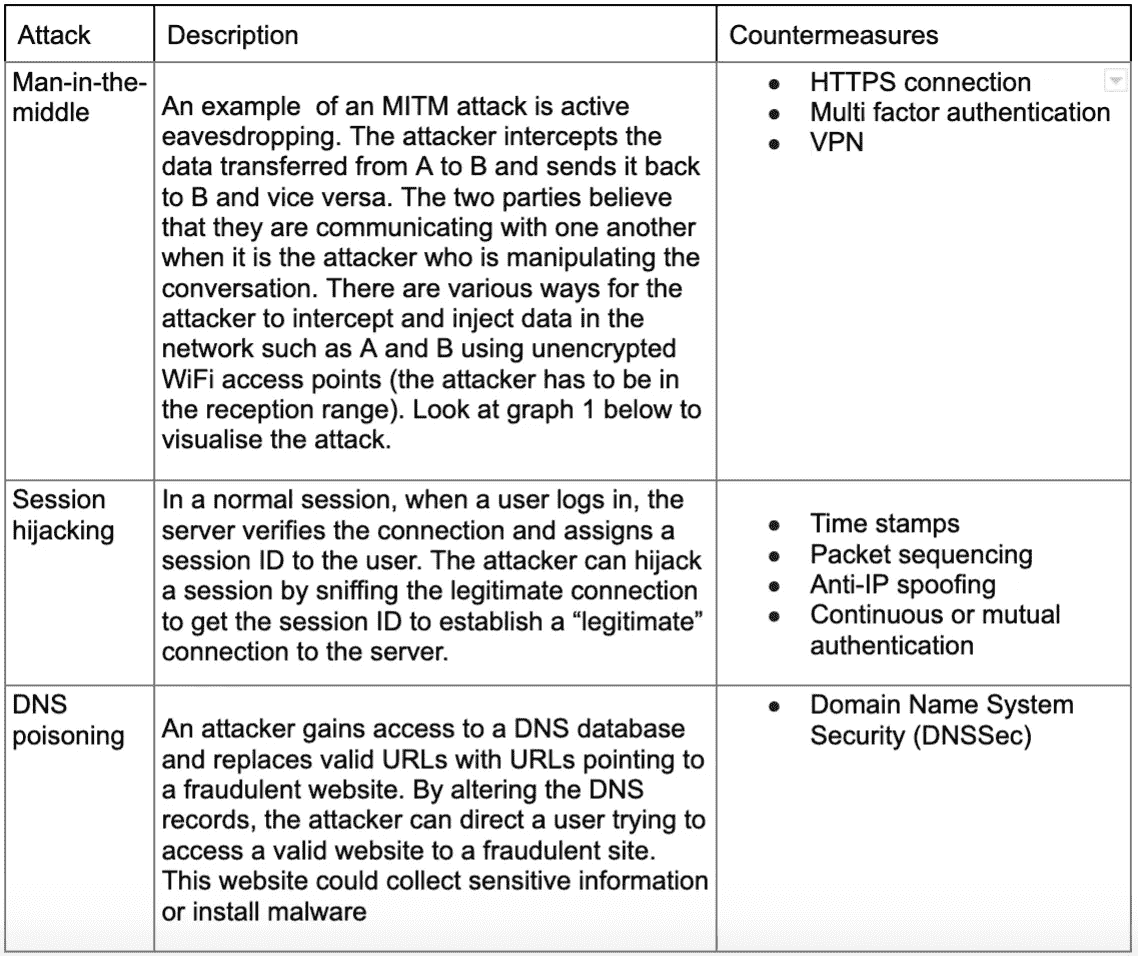 Attack
Description
Countermeasures
Man-in-the-
middle
An example of an MITM attack is active
eavesdropping. The attacker intercepts the
data transferred from A to B and sends it back
to B and vice versa. The two parties believe
that they are communicating with one another
when it is the attacker who is manipulating the
conversation. There are various ways for the
attacker to intercept and inject data in the
network such as A and B using unencrypted
WiFi access points (the attacker has to be in
the reception range). Look at graph 1 below to
visualise the attack.
● HTTPS connection
● Multi factor authentication
● VPN
Session
hijacking
In a normal session, when a user logs in, the
server verifies the connection and assigns a
session ID to the user. The attacker can hijack
a session by sniffing the legitimate connection
to get the session ID to establish a “legitimate”
connection to the server.
● Time stamps
● Packet sequencing
● Anti-IP spoofing
● Continuous or mutual
authentication
DNS
poisoning
An attacker gains access to a DNS database
and replaces valid URLs with URLs pointing to
a fraudulent website. By altering the DNS
records, the attacker can direct a user trying to
access a valid website to a fraudulent site.
This website could collect sensitive information
or install malware
● Domain Name System
Security (DNSSec)